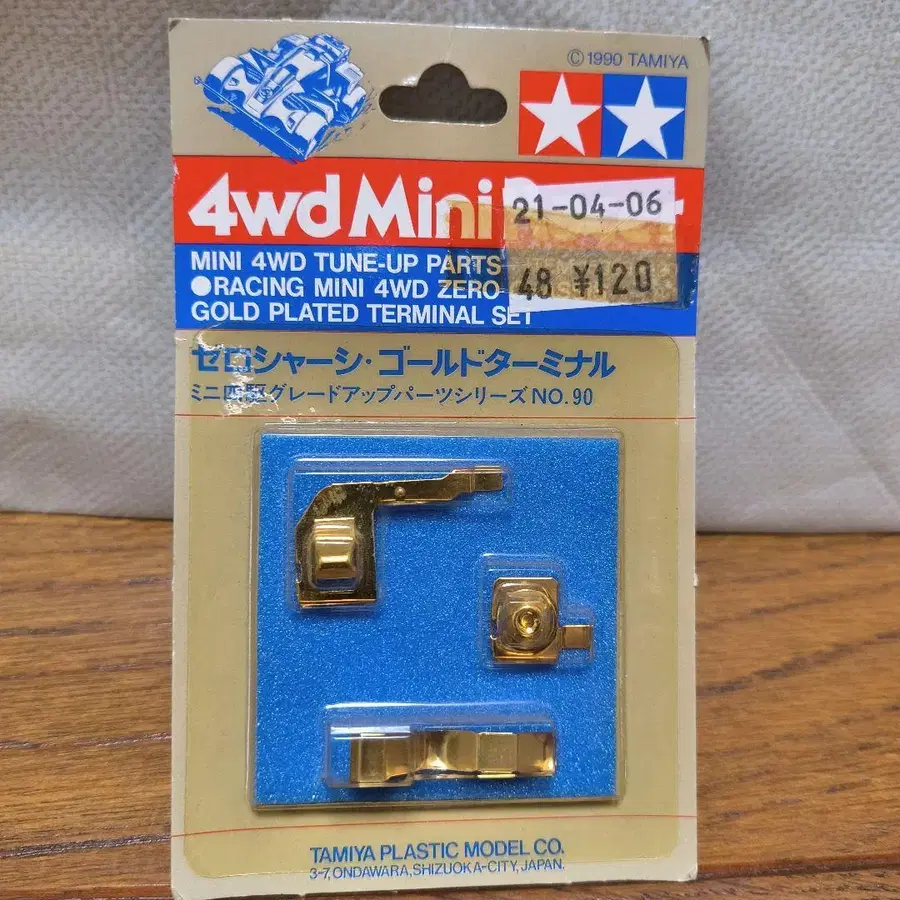 © 1990 TAMIYA
4wd Mini
21-04-06
48 ¥120
MINI 4WD TUNE-UP PARTS
●RACING MINI 4WD ZERO
GOLD PLATED TERMINAL SET
ゼロシャーシ・ゴールドターミナル
ミニ四駆グレードアップパーツシリーズ NO.90
TAMIYA PLASTIC MODEL CO.
3-7, ONDAWARA, SHIZUOKA-CITY, JAPAN.